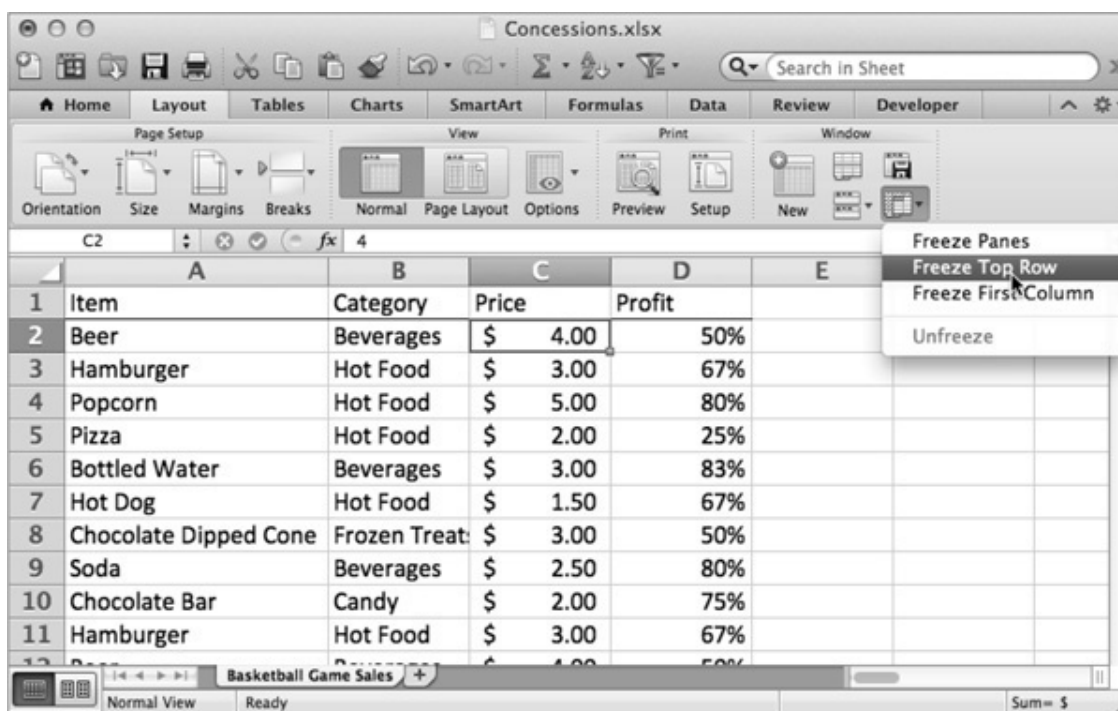 Concessions.xlsx
Search in Sheet
Home Layout Tables Charts SmartArt Formulas Data Review Developer
Page Setup View Print Window
Orientation Size Margins Breaks Normal Page Layout Options Preview Setup New
C2 fx 4
Freeze Panes
Freeze Top Row
Freeze First Column
Unfreeze
A B C D E
1 Item Category Price Profit
2 Beer Beverages $ 4.00 50%
3 Hamburger Hot Food $ 3.00 67%
4 Popcorn Hot Food $ 5.00 80%
5 Pizza Hot Food $ 2.00 25%
6 Bottled Water Beverages $ 3.00 83%
7 Hot Dog Hot Food $ 1.50 67%
8 Chocolate Dipped Cone Frozen Treat $ 3.00 50%
9 Soda Beverages $ 2.50 80%
10 Chocolate Bar Candy $ 2.00 75%
11 Hamburger Hot Food $ 3.00 67%
Basketball Game Sales
Normal View Ready Sum= $